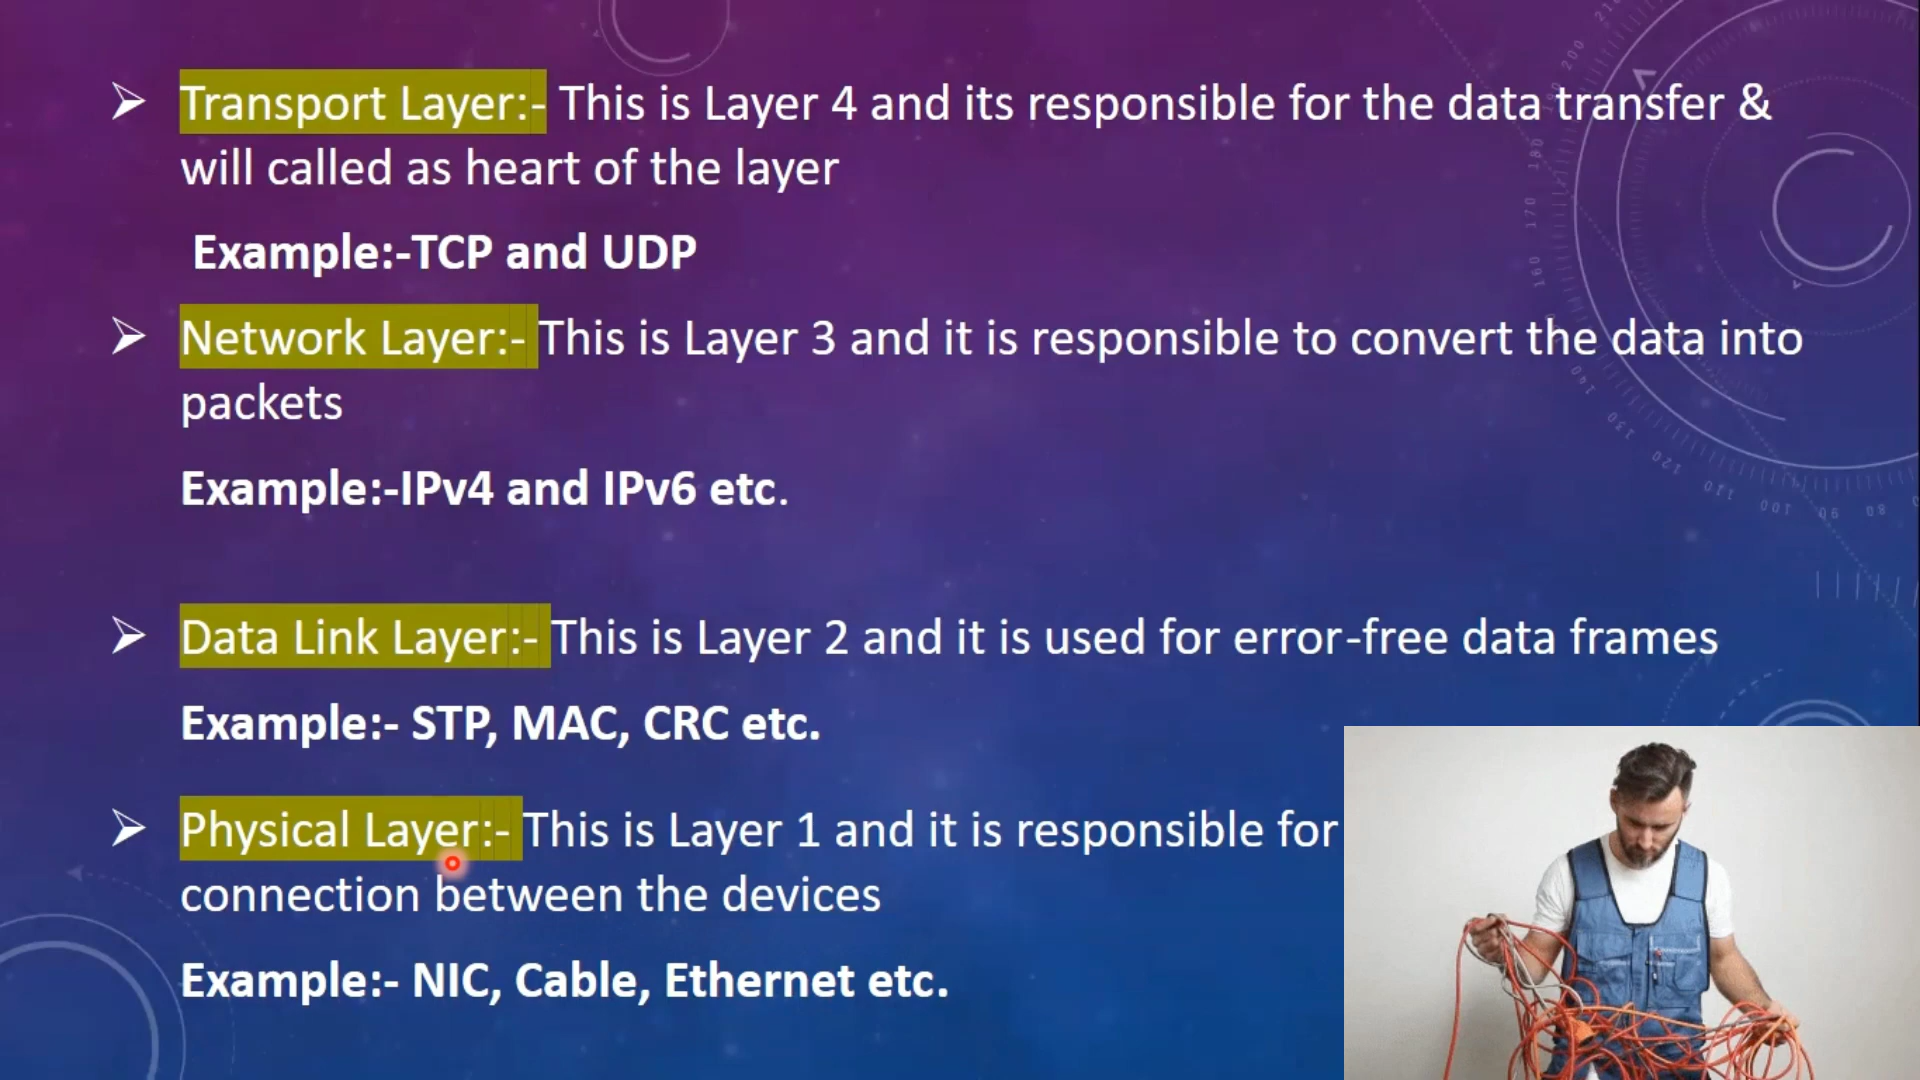 Transport Layer:- This is Layer 4 and its responsible for the data transfer &
will called as heart of the layer
Example:-TCP and UDP
Network Layer:- This is Layer 3 and it is responsible to convert the data into
packets
Example:-IPv4 and IPv6 etc.
Data Link Layer:- This is Layer 2 and it is used for error-free data frames
Example:- STP, MAC, CRC etc.
Physical Layer:- This is Layer 1 and it is responsible for
connection between the devices
Example:- NIC, Cable, Ethernet etc.